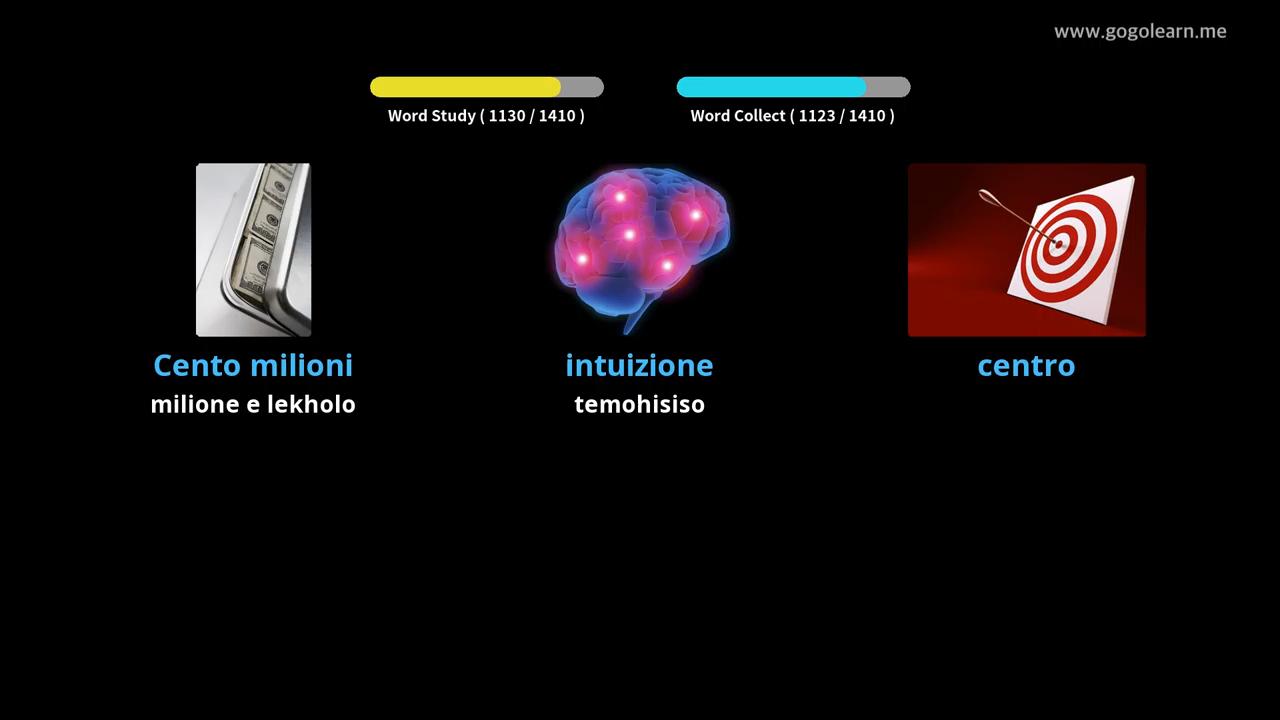 www.gogolearn.me
Word Study ( 1130 / 1410 )
Word Collect ( 1123 / 1410 )
Cento milioni
milione e lekholo
intuizione
temohisiso
centro